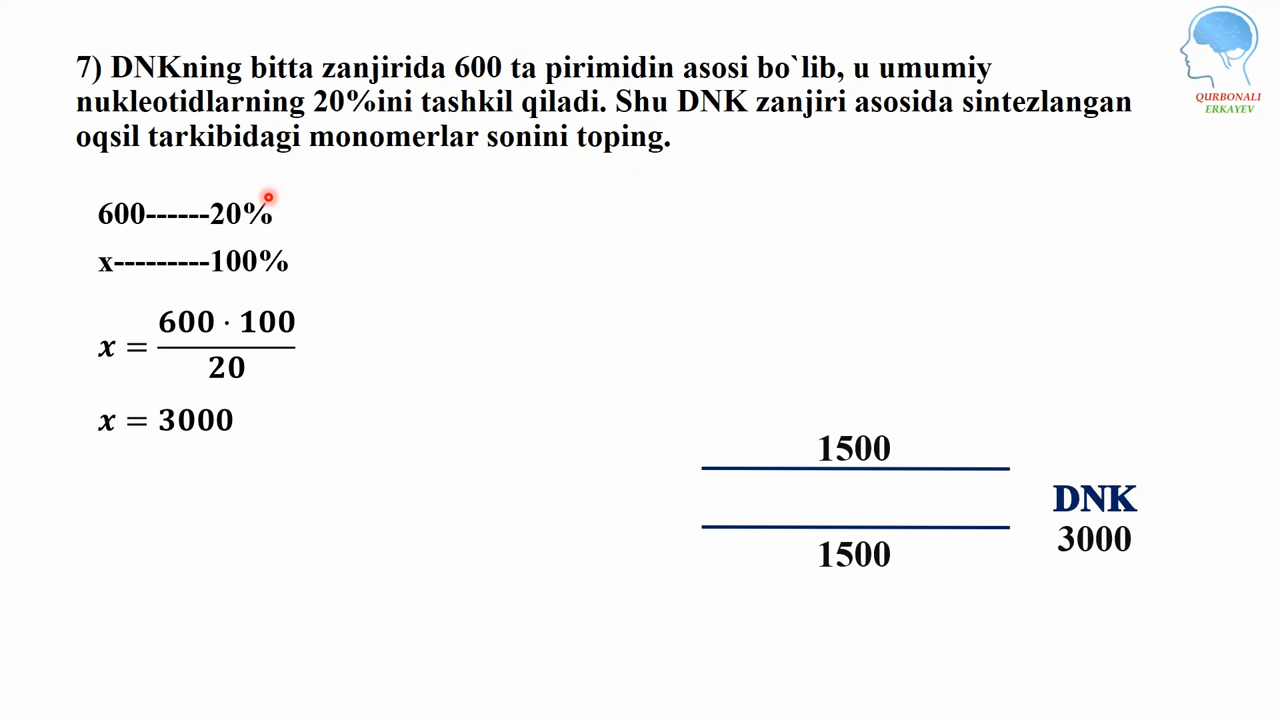 7) DNKning bitta zanjirida 600 ta pirimidin asosi bo`lib, u umumiy
nukleotidlarning 20%ini tashkil qiladi. Shu DNK zanjiri asosida sintezlangan
oqsil tarkibidagi monomerlar sonini toping.
QURBONALI
ERKAYEV
600------20%
x---------100%
x = 600 · 100 / 20
x = 3000
1500
DNK
3000
1500